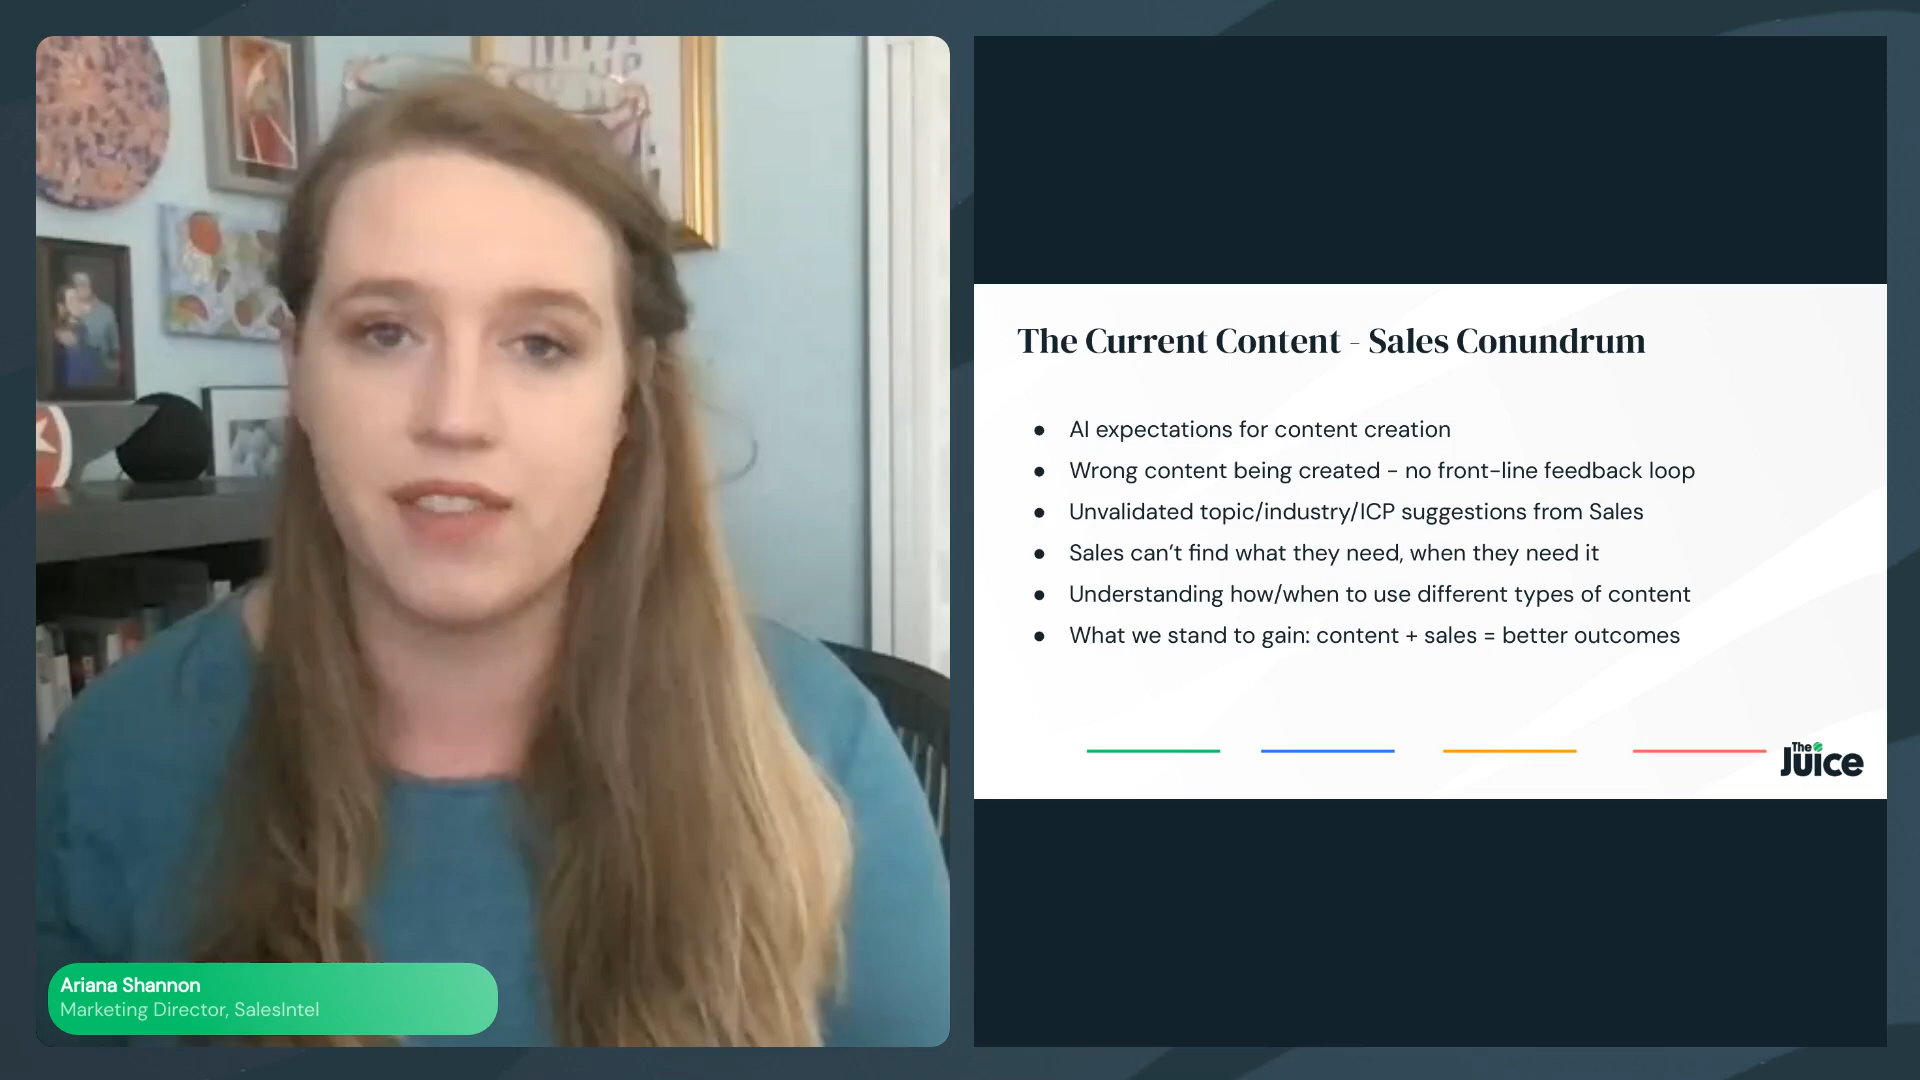 Ariana Shannon
Marketing Director, SalesIntel
The Current Content - Sales Conundrum
● AI expectations for content creation
● Wrong content being created - no front-line feedback loop
● Unvalidated topic/industry/ICP suggestions from Sales
● Sales can’t find what they need, when they need it
● Understanding how/when to use different types of content
● What we stand to gain: content + sales = better outcomes
The
Juice